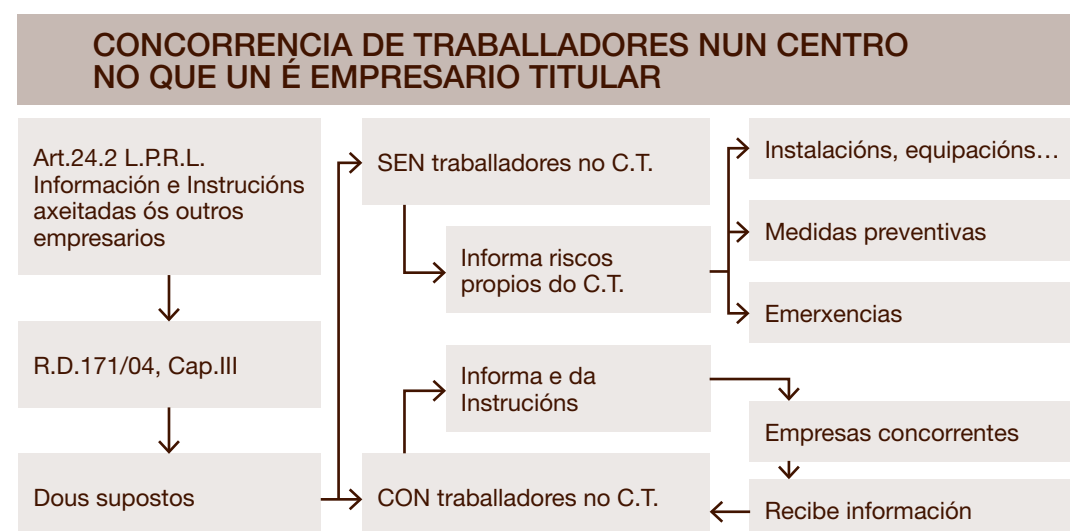 CONCORRENCIA DE TRABALLADORES NUN CENTRO
NO QUE UN É EMPRESARIO TITULAR
Art.24.2 L.P.R.L.
Información e Instrucións
axeitadas ós outros
empresarios
R.D.171/04, Cap.III
Dous supostos
SEN traballadores no C.T.
Informa riscos
propios do C.T.
Instalacións, equipacións…
Medidas preventivas
Emerxencias
Informa e da
Instrucións
CON traballadores no C.T.
Empresas concorrentes
Recibe información